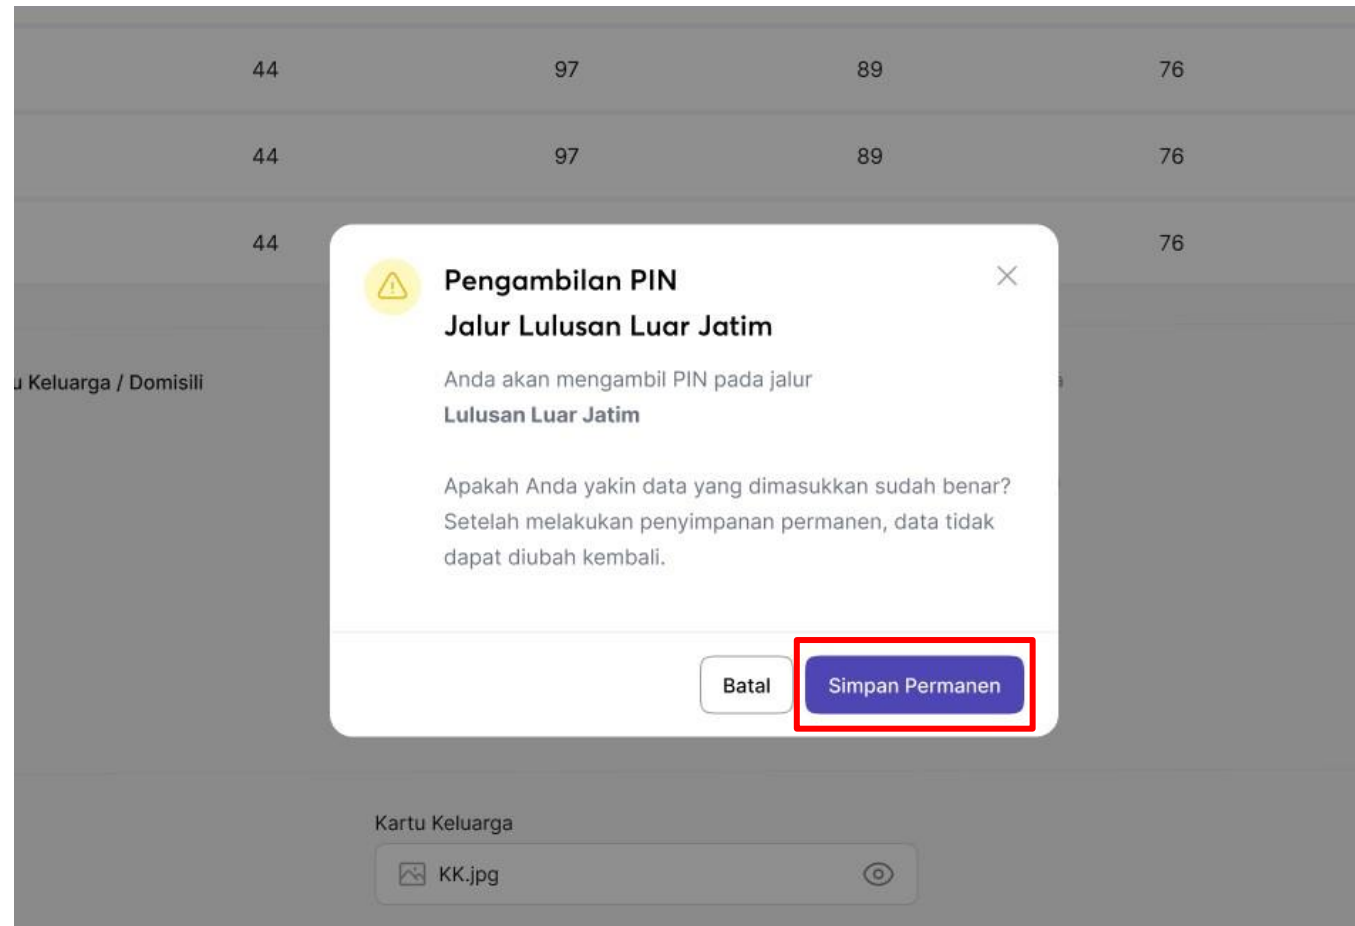 44 97 89 76
44 97 89 76
44 76
Pengambilan PIN
Jalur Lulusan Luar Jatim
Anda akan mengambil PIN pada jalur
Lulusan Luar Jatim
Keluarga / Domisili
Apakah Anda yakin data yang dimasukkan sudah benar?
Setelah melakukan penyimpanan permanen, data tidak
dapat diubah kembali.
Batal
Simpan Permanen
Kartu Keluarga
KK.jpg